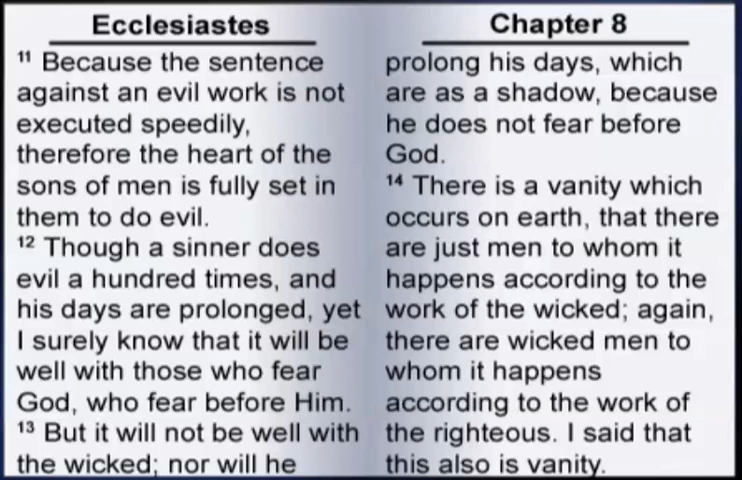 Ecclesiastes
¹¹ Because the sentence
against an evil work is not
executed speedily,
therefore the heart of the
sons of men is fully set in
them to do evil.
¹² Though a sinner does
evil a hundred times, and
his days are prolonged, yet
I surely know that it will be
well with those who fear
God, who fear before Him.
¹³ But it will not be well with
the wicked; nor will he
Chapter 8
prolong his days, which
are as a shadow, because
he does not fear before
God.
¹⁴ There is a vanity which
occurs on earth, that there
are just men to whom it
happens according to the
work of the wicked; again,
there are wicked men to
whom it happens
according to the work of
the righteous. I said that
this also is vanity.